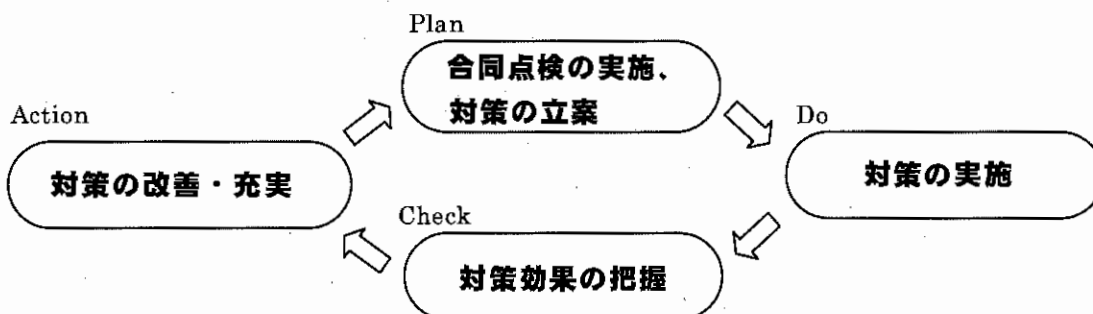 Plan
合同点検の実施、
対策の立案
Action
対策の改善・充実
Do
対策の実施
Check
対策効果の把握